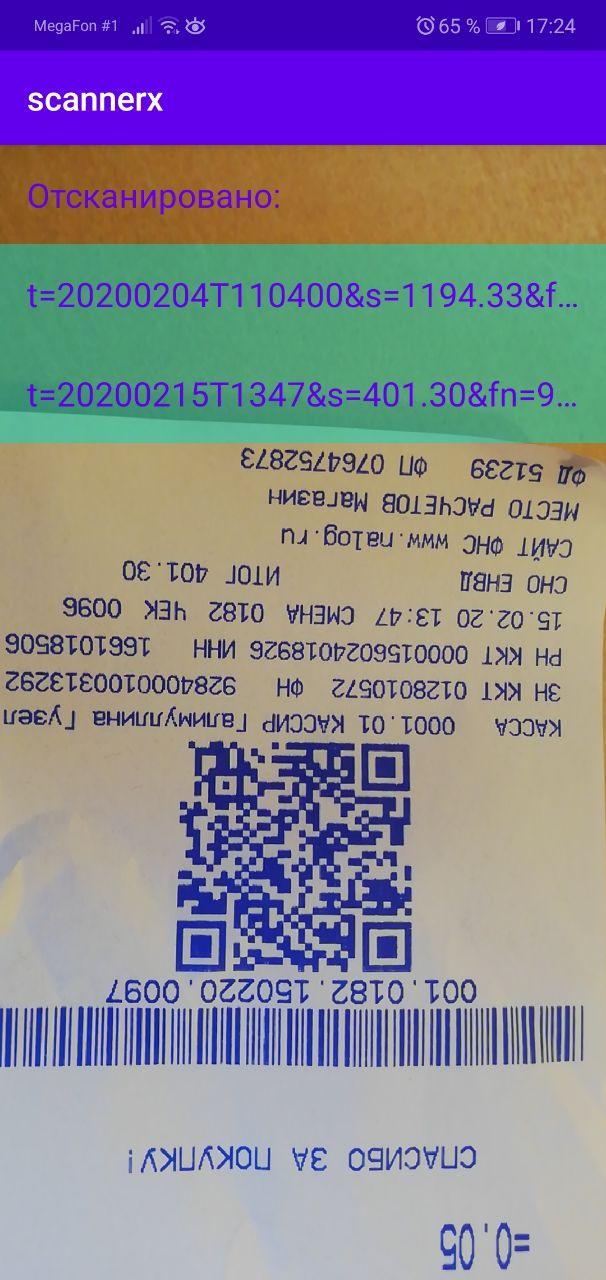 MegaFon #1 65 % 17:24
scannerx
Отсканировано:
t=20200204T110400&s=1194.33&f...
t=20200215T1347&s=401.30&fn=9...
=0.05
СПАСИБО ЗА ПОКУПКУ!
001.0182.150220.0097
КАССА 0001.01 КАССИР Галимуллина Гузел
ЗН ККТ 0128010572 ФН 9284000100313292
РН ККТ 0000156024018926 ИНН 1661018506
15.02.20 13:47 СМЕНА 0182 ЧЕК 0096
СНО ЕНВД ИТОГ 401.30
САЙТ ФНС www.nalog.ru
МЕСТО РАСЧЕТОВ Магазин
ФД 51239 ФП 0764752873